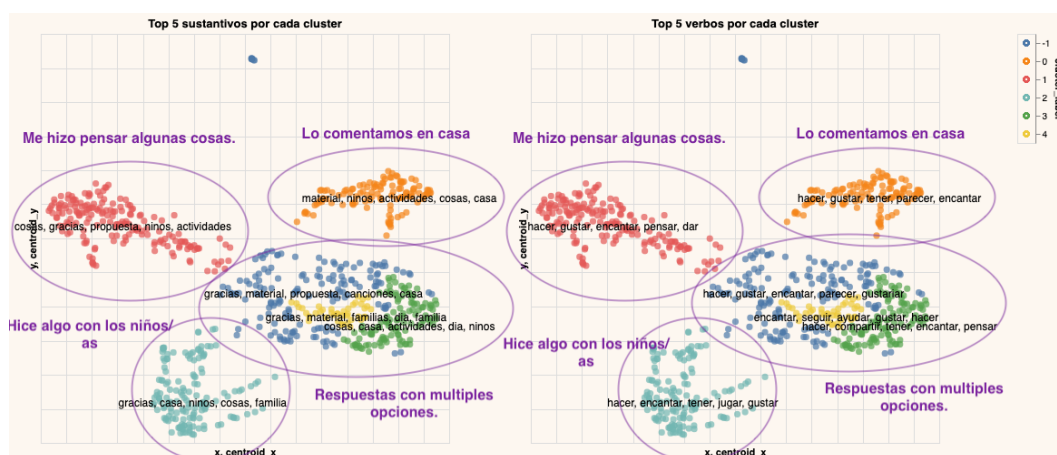 Top 5 sustantivos por cada cluster
Me hizo pensar algunas cosas.
Lo comentamos en casa
material, ninos, actividades, cosas, casa
cosas, gracias, propuesta, ninos, actividades
y, centroid_y
gracias, material, propuesta, canciones, casa
gracias, material, familias, dia, familia
cosas, casa, actividades, dia, ninos
Hice algo con los niños/
as
gracias, casa, ninos, cosas, familia
Respuestas con multiples
opciones.
x, centroid_x
Top 5 verbos por cada cluster
Me hizo pensar algunas cosas.
Lo comentamos en casa
hacer, gustar, tener, parecer, encantar
hacer, gustar, encantar, pensar, dar
y, centroid_y
hacer, gustar, encantar, parecer, gustariar
encantar, seguir, ayudar, gustar, hacer
hacer, compartir, tener, encantar, pensar
Hice algo con los niños/
as
hacer, encantar, tener, jugar, gustar
Respuestas con multiples
opciones.
x, centroid_x
-1
0
1
2
3
4